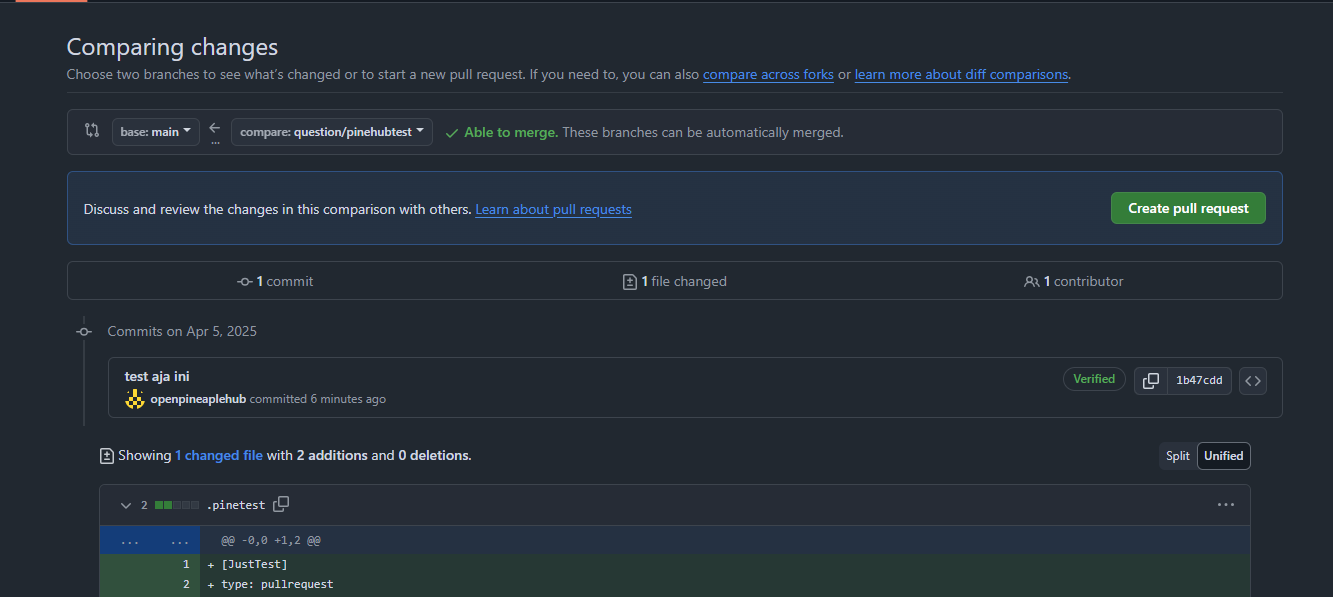 Comparing changes
Choose two branches to see what's changed or to start a new pull request. If you need to, you can also compare across forks or learn more about diff comparisons.
base: main ... compare: question/pinehubtest Able to merge. These branches can be automatically merged.
Discuss and review the changes in this comparison with others. Learn about pull requests Create pull request
1 commit 1 file changed 1 contributor
Commits on Apr 5, 2025
test aja ini
openpineaplehub committed 6 minutes ago Verified 1b47cdd
Showing 1 changed file with 2 additions and 0 deletions. Split Unified
2 .pinetest
... ... @@ -0,0 +1,2 @@
1 + [JustTest]
2 + type: pullrequest